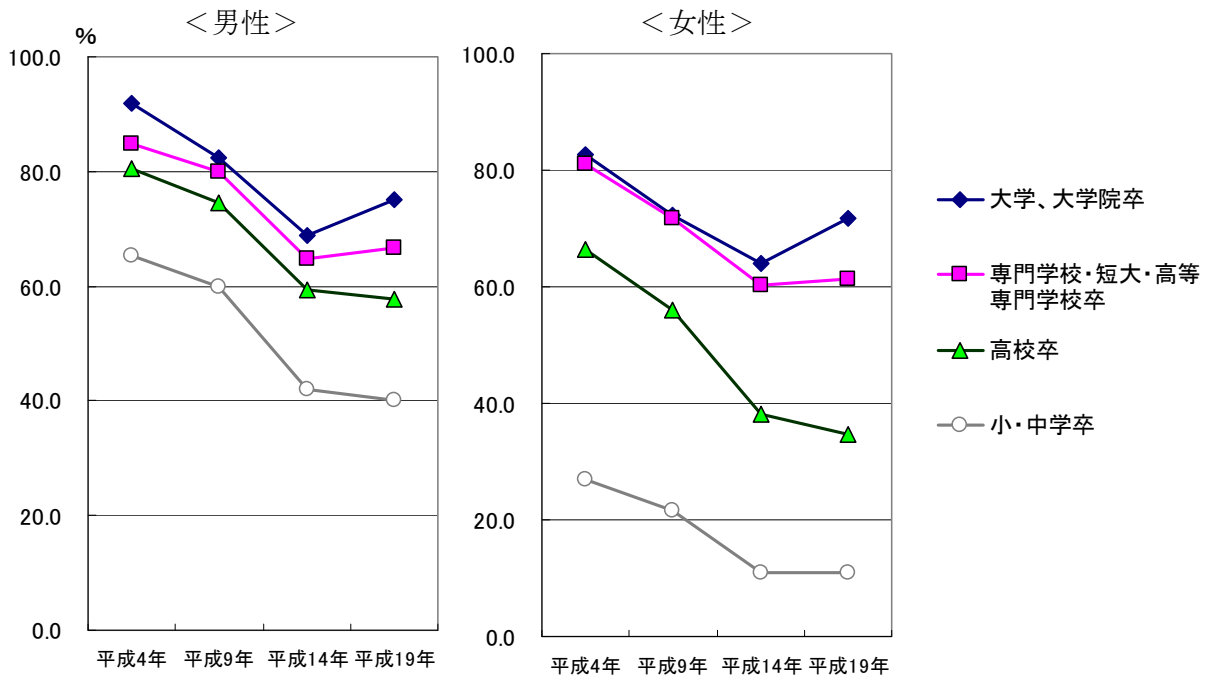 ＜男性＞
%
100.0
80.0
60.0
40.0
20.0
0.0
平成4年 平成9年 平成14年 平成19年
＜女性＞
100.0
80.0
60.0
40.0
20.0
0.0
平成4年 平成9年 平成14年 平成19年
大学、大学院卒
専門学校・短大・高等
専門学校卒
高校卒
小・中学卒